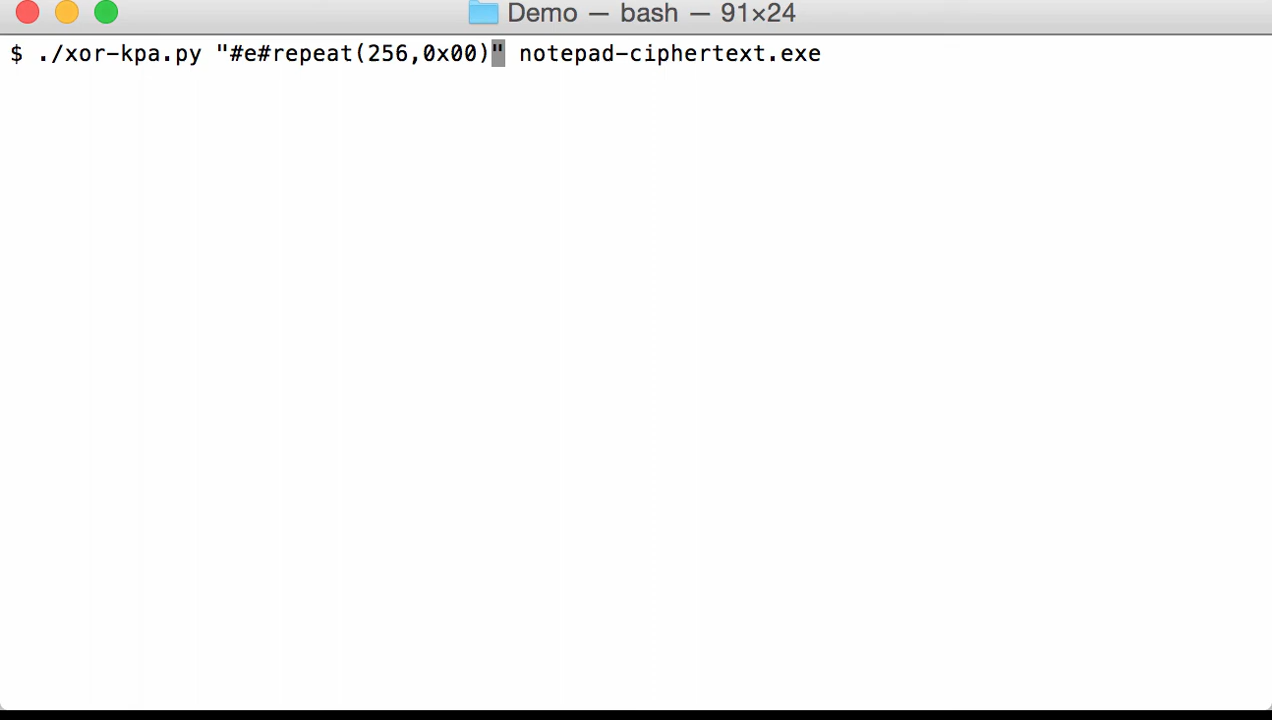 Demo — bash — 91×24
$ ./xor-kpa.py "#e#repeat(256,0x00)" notepad-ciphertext.exe